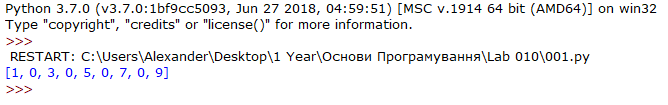 Python 3.7.0 (v3.7.0:1bf9cc5093, Jun 27 2018, 04:59:51) [MSC v.1914 64 bit (AMD64)] on win32
Type "copyright", "credits" or "license()" for more information.
>>>
RESTART: C:\Users\Alexander\Desktop\1 Year\Основи Програмування\Lab 010\001.py
[1, 0, 3, 0, 5, 0, 7, 0, 9]
>>>